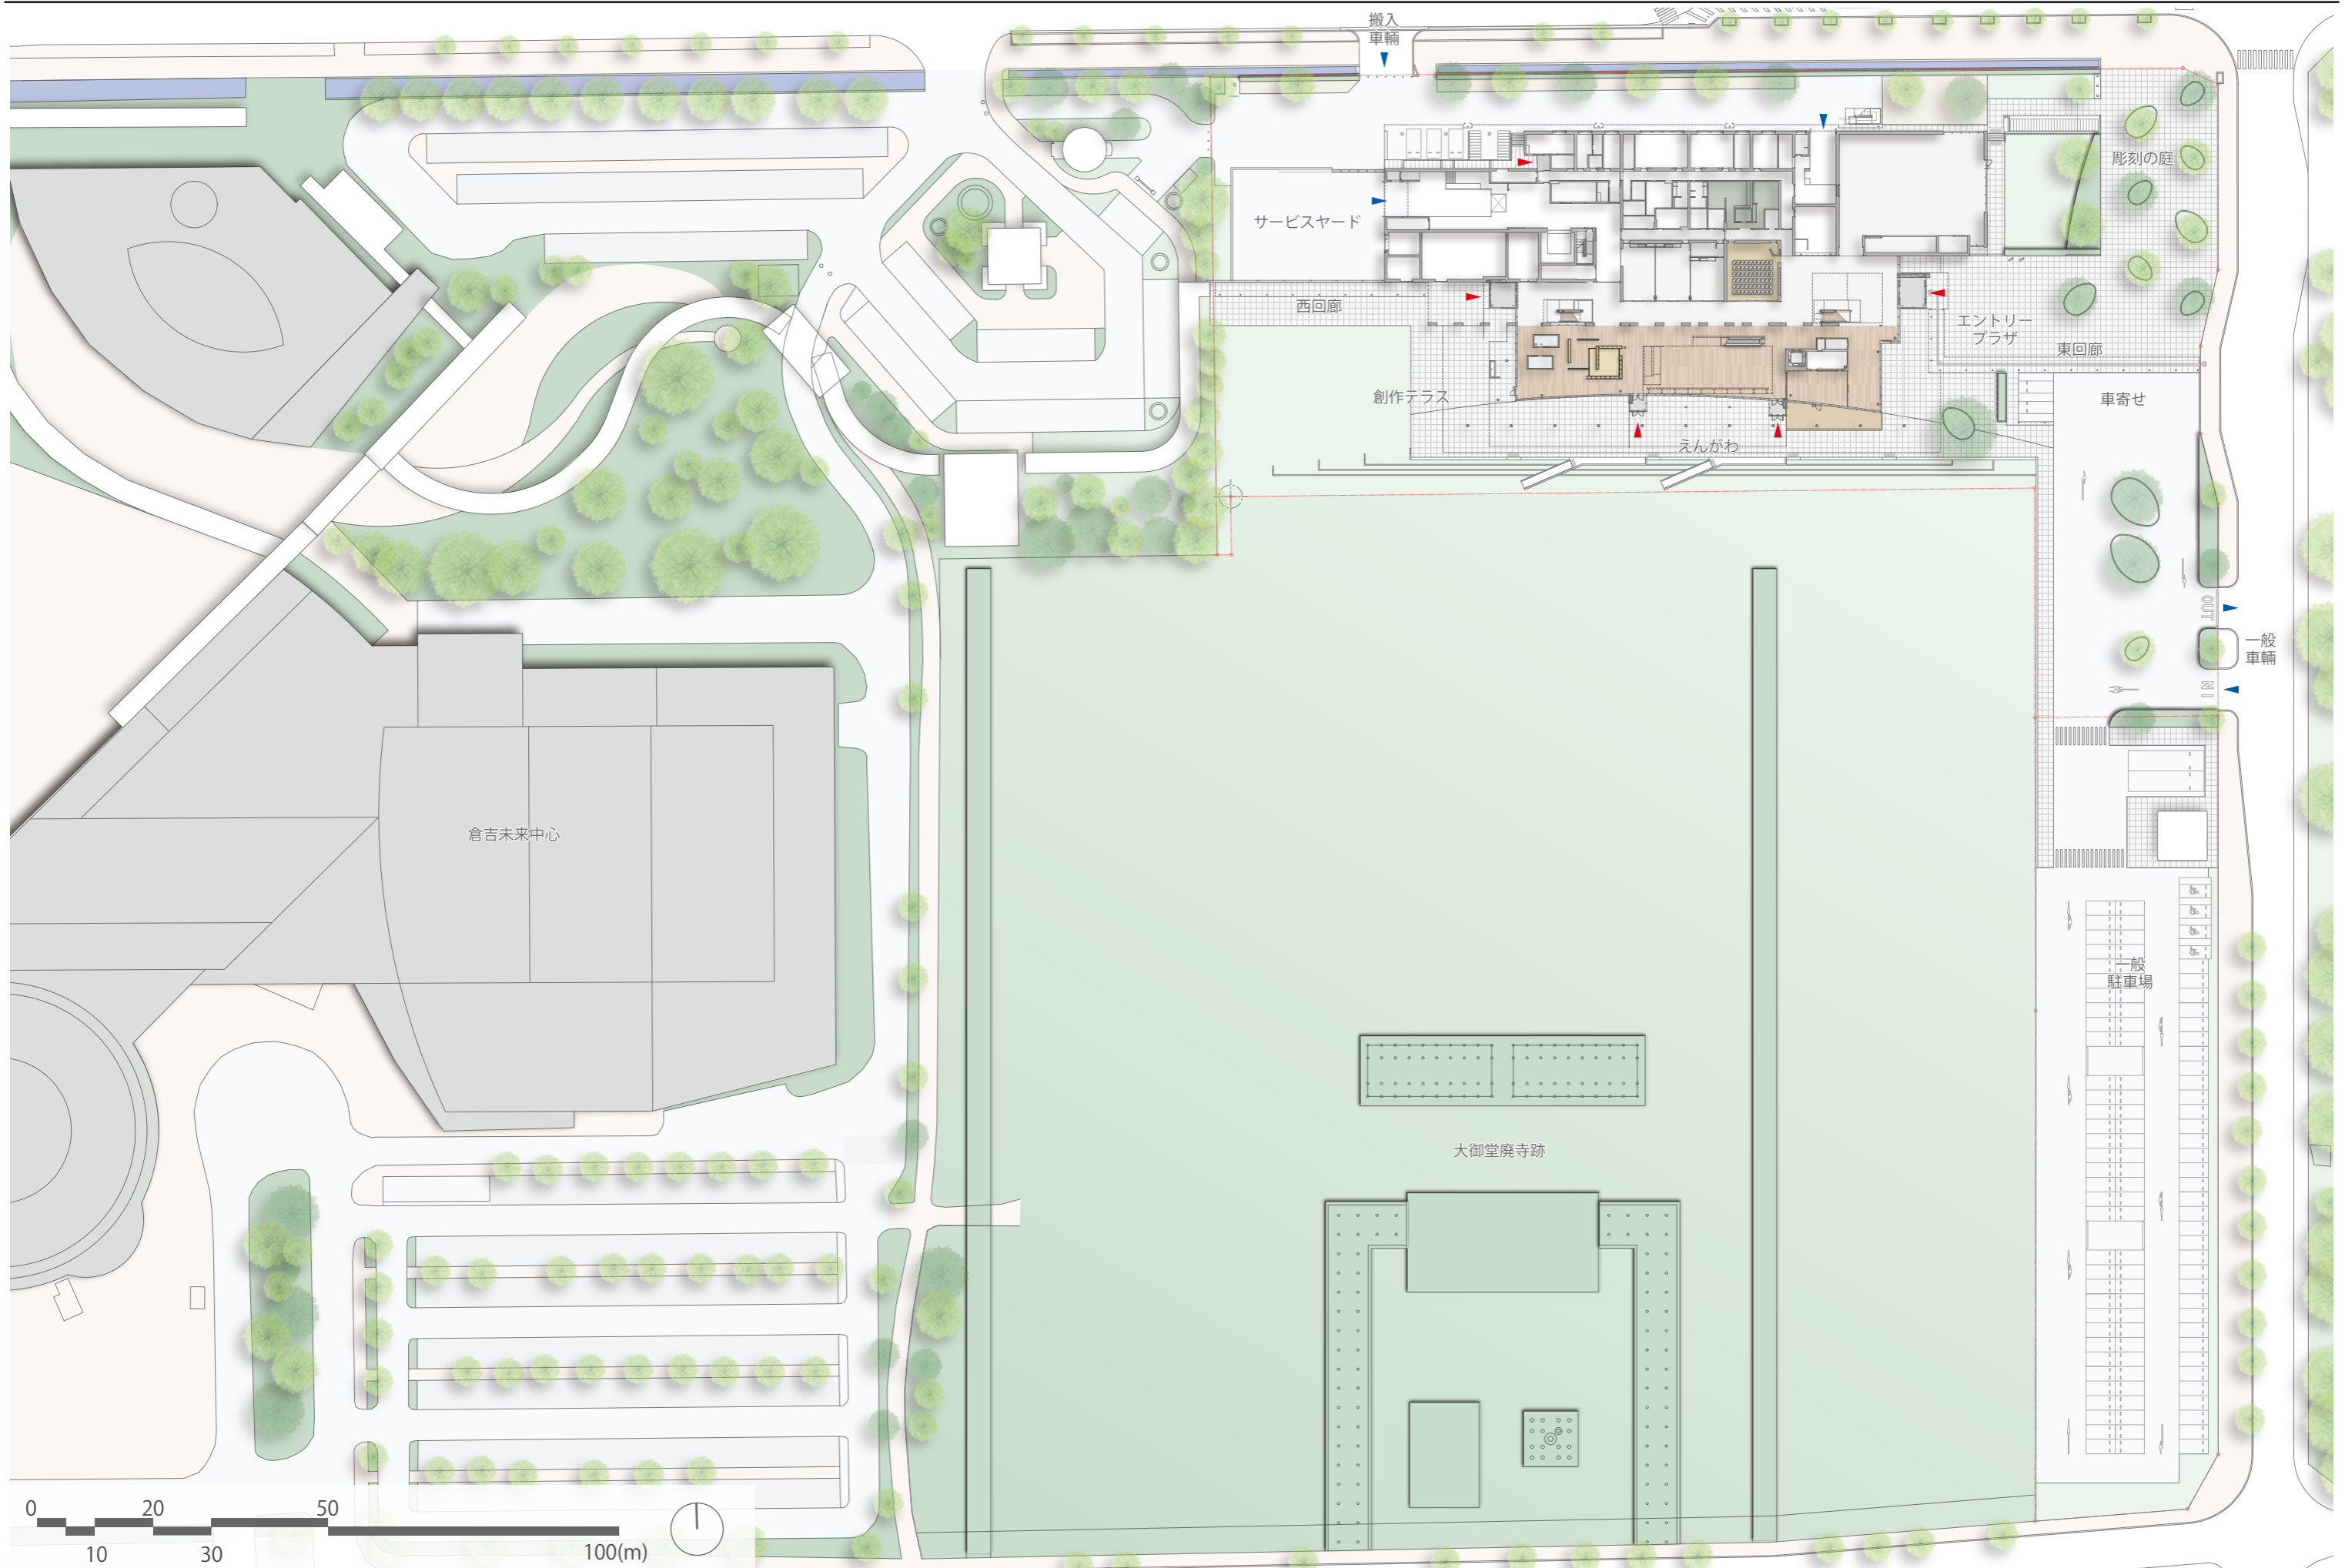 搬入
車輛
彫刻の庭
サービスヤード
西回廊
エントリー
プラザ
東回廊
創作テラス
車寄せ
えんがわ
OUT
一般
車輛
IN
倉吉未来中心
一般
駐車場
大御堂廃寺跡
0 20 50
10 30 100(m)